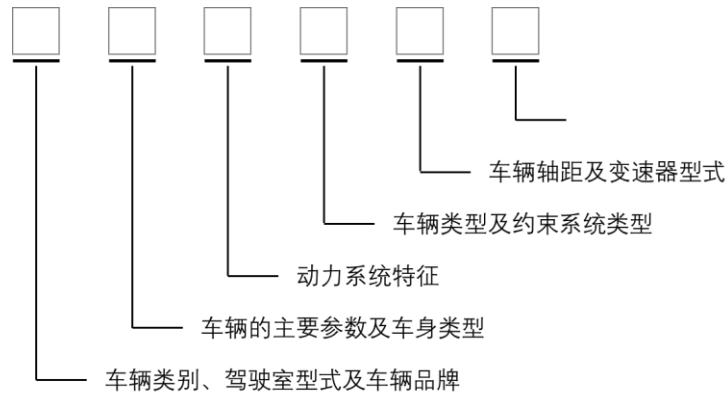 车辆轴距及变速器型式
车辆类型及约束系统类型
动力系统特征
车辆的主要参数及车身类型
车辆类别、驾驶室型式及车辆品牌